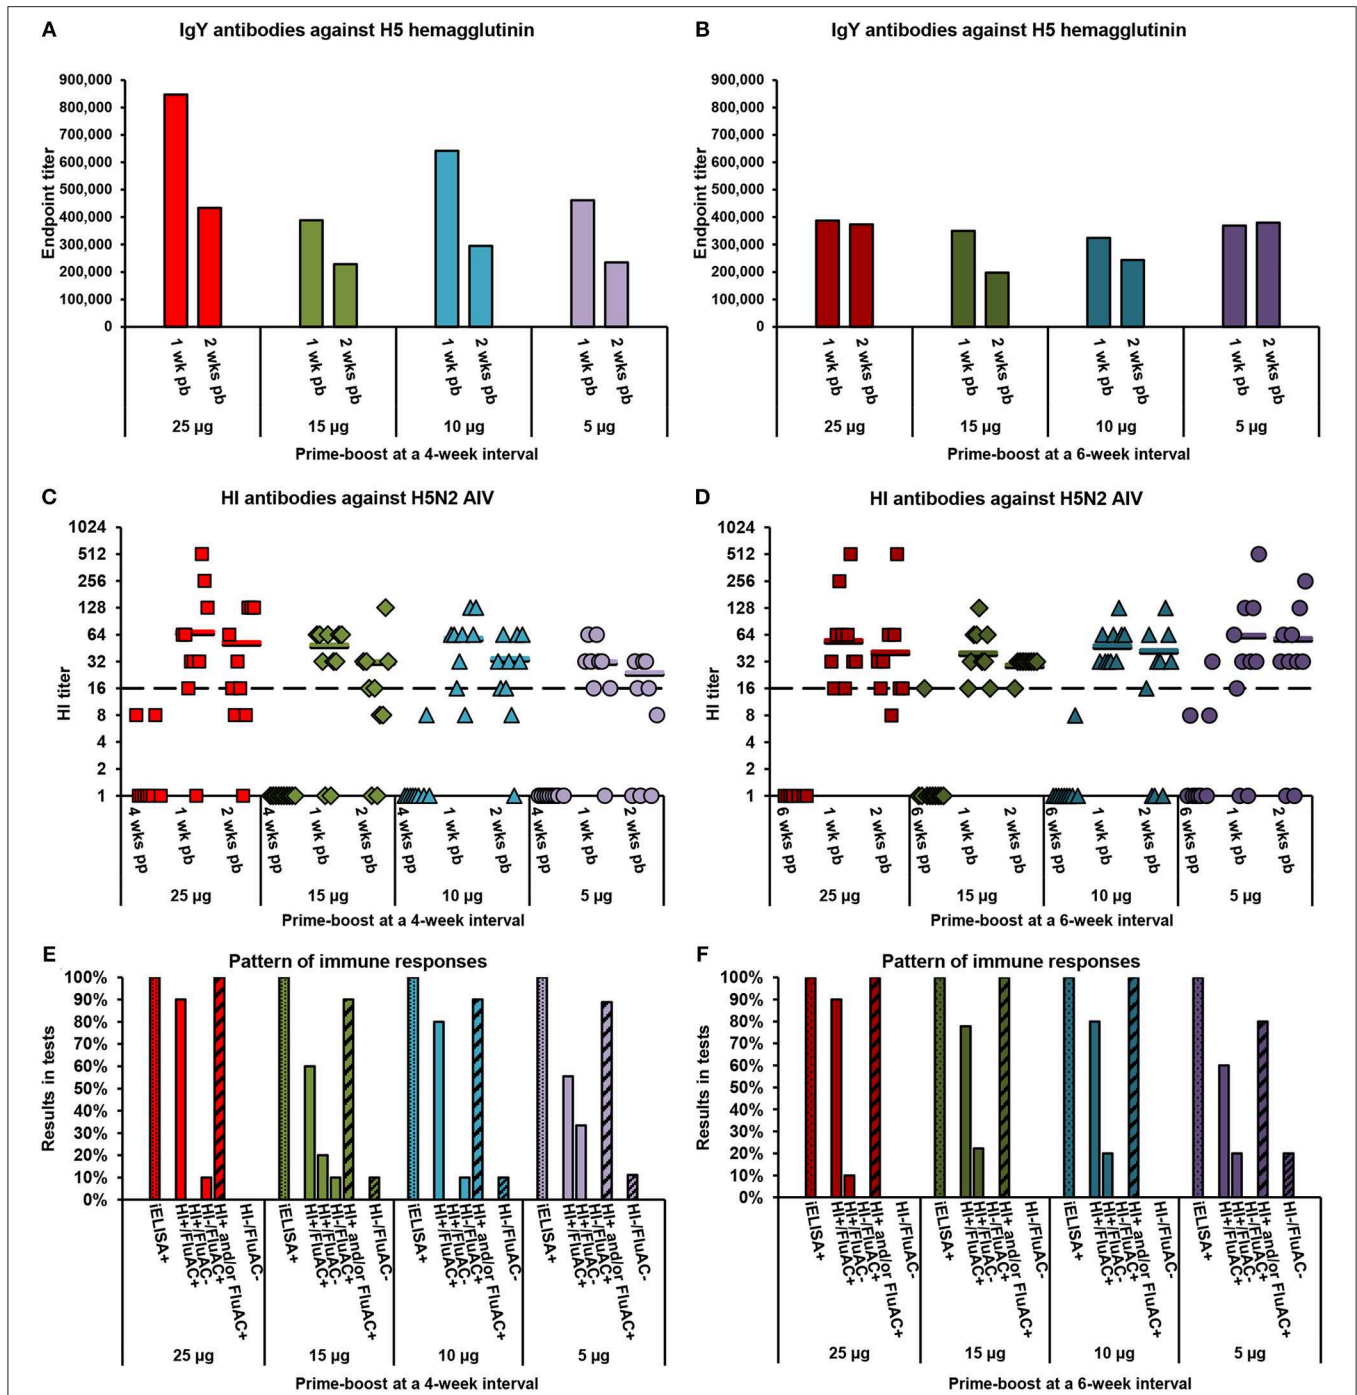 A
IgY antibodies against H5 hemagglutinin
Endpoint titer
900,000
800,000
700,000
600,000
500,000
400,000
300,000
200,000
100,000
0
1 wk pb
2 wks pb
1 wk pb
2 wks pb
1 wk pb
2 wks pb
1 wk pb
2 wks pb
25 µg
15 µg
10 µg
5 µg
Prime-boost at a 4-week interval
B
IgY antibodies against H5 hemagglutinin
Endpoint titer
900,000
800,000
700,000
600,000
500,000
400,000
300,000
200,000
100,000
0
1 wk pb
2 wks pb
1 wk pb
2 wks pb
1 wk pb
2 wks pb
1 wk pb
2 wks pb
25 µg
15 µg
10 µg
5 µg
Prime-boost at a 6-week interval
C
HI antibodies against H5N2 AIV
HI titer
1024
512
256
128
64
32
16
8
4
2
1
4 wks pp
1 wk pb
2 wks pb
4 wks pp
1 wk pb
2 wks pb
4 wks pp
1 wk pb
2 wks pb
4 wks pp
1 wk pb
2 wks pb
25 µg
15 µg
10 µg
5 µg
Prime-boost at a 4-week interval
D
HI antibodies against H5N2 AIV
HI titer
1024
512
256
128
64
32
16
8
4
2
1
6 wks pp
1 wk pb
2 wks pb
6 wks pp
1 wk pb
2 wks pb
6 wks pp
1 wk pb
2 wks pb
6 wks pp
1 wk pb
2 wks pb
25 µg
15 µg
10 µg
5 µg
Prime-boost at a 6-week interval
E
Pattern of immune responses
Results in tests
100%
90%
80%
70%
60%
50%
40%
30%
20%
10%
0%
iELISA+
HI+/FluAC+
HI+/FluAC-
HI-/FluAC+
HI+ and/or FluAC+
HI-/FluAC-
iELISA+
HI+/FluAC+
HI+/FluAC-
HI-/FluAC+
HI+ and/or FluAC+
HI-/FluAC-
iELISA+
HI+/FluAC+
HI+/FluAC-
HI-/FluAC+
HI+ and/or FluAC+
HI-/FluAC-
iELISA+
HI+/FluAC+
HI+/FluAC-
HI-/FluAC+
HI+ and/or FluAC+
HI-/FluAC-
25 µg
15 µg
10 µg
5 µg
Prime-boost at a 4-week interval
F
Pattern of immune responses
Results in tests
100%
90%
80%
70%
60%
50%
40%
30%
20%
10%
0%
iELISA+
HI+/FluAC+
HI+/FluAC-
HI-/FluAC+
HI+ and/or FluAC+
HI-/FluAC-
iELISA+
HI+/FluAC+
HI+/FluAC-
HI-/FluAC+
HI+ and/or FluAC+
HI-/FluAC-
iELISA+
HI+/FluAC+
HI+/FluAC-
HI-/FluAC+
HI+ and/or FluAC+
HI-/FluAC-
iELISA+
HI+/FluAC+
HI+/FluAC-
HI-/FluAC+
HI+ and/or FluAC+
HI-/FluAC-
25 µg
15 µg
10 µg
5 µg
Prime-boost at a 6-week interval